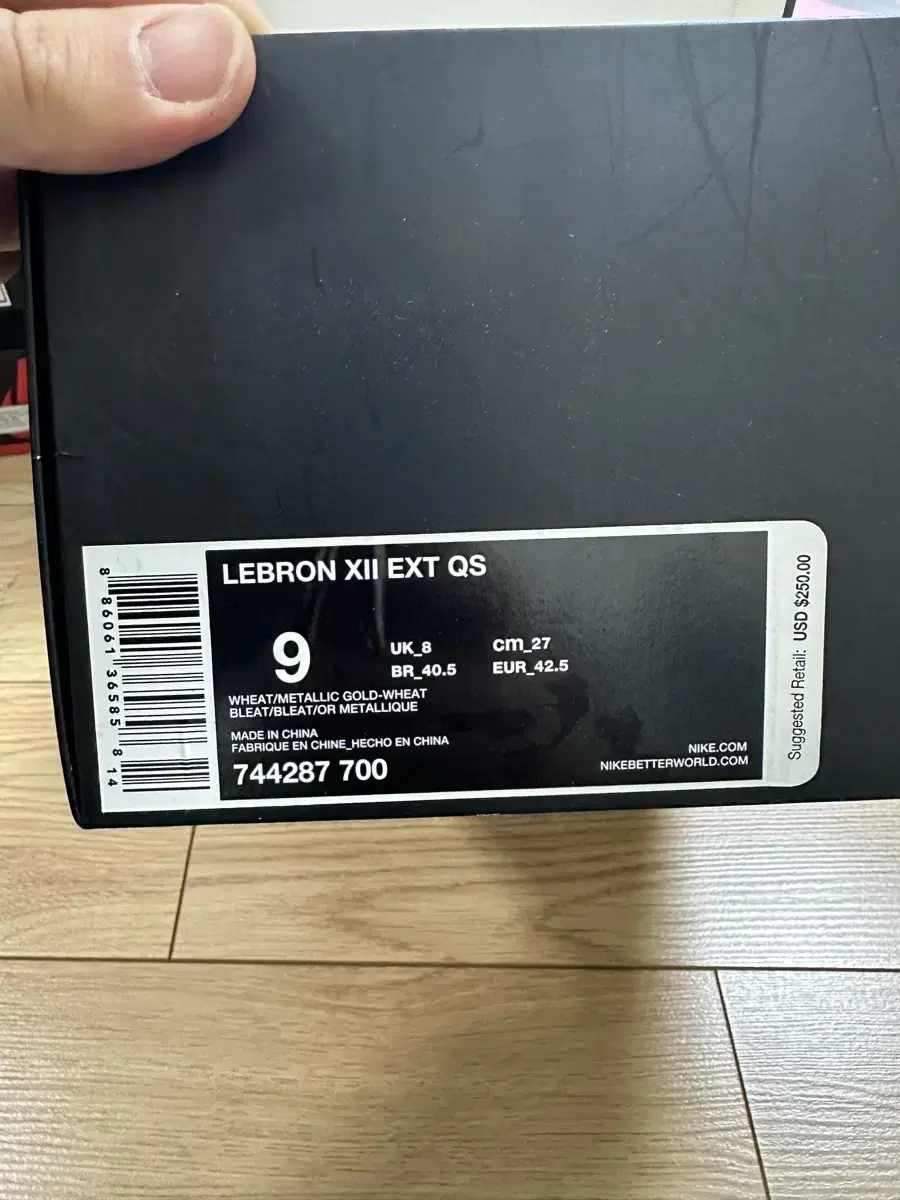 LEBRON XII EXT QS
9
UK_8
cm_27
BR_40.5
EUR_42.5
WHEAT/METALLIC GOLD-WHEAT
BLEAT/BLEAT/OR METALLIQUE
MADE IN CHINA
FABRIQUE EN CHINE_HECHO EN CHINA
744287 700
NIKE.COM
NIKEBETTERWORLD.COM
8 86061 36585 8 14
Suggested Retail: USD $250.00